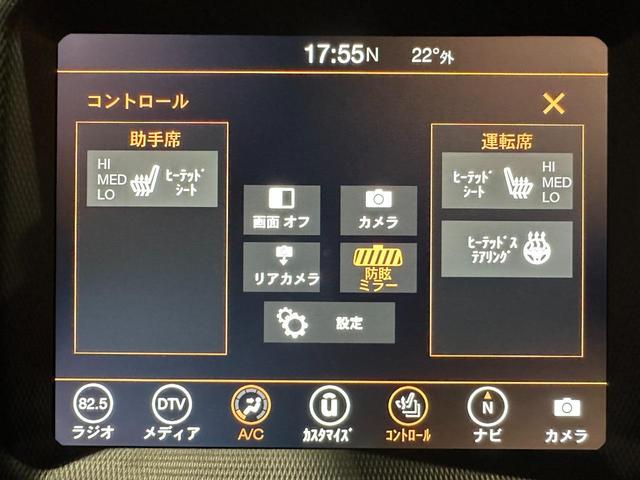 17:55N 22°外
コントロール
助手席
HI
MED
LO
ヒーテッド
シート
画面 オフ
カメラ
リアカメラ
防眩
ミラー
設定
運転席
ヒーテッド
シート
HI
MED
LO
ヒーテッドス
テアリング
82.5
ラジオ
DTV
メディア
A/C
u
カスタマイズ
コントロール
N
ナビ
カメラ